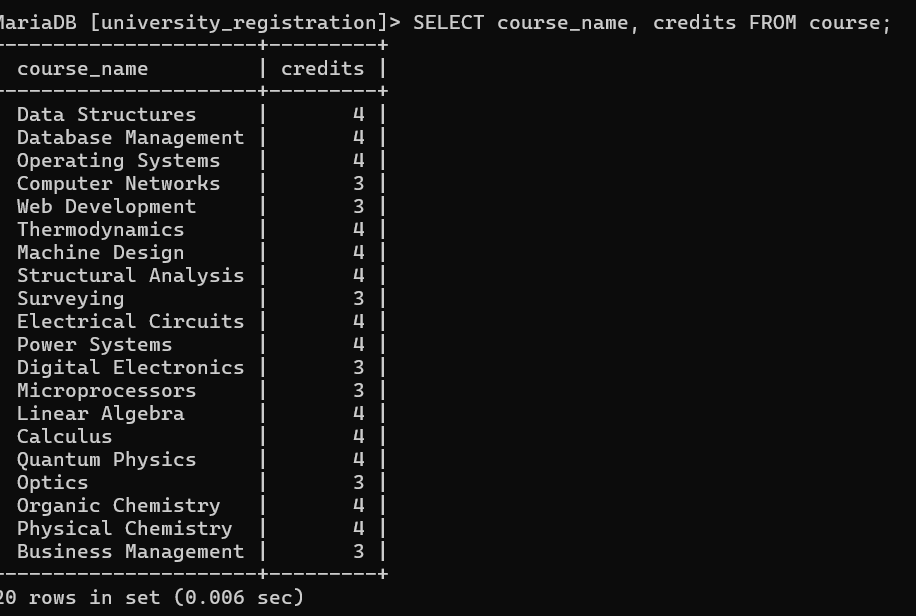 MariaDB [university_registration]> SELECT course_name, credits FROM course;
---------------------+---------+
course_name | credits |
---------------------+---------+
Data Structures | 4 |
Database Management | 4 |
Operating Systems | 4 |
Computer Networks | 3 |
Web Development | 3 |
Thermodynamics | 4 |
Machine Design | 4 |
Structural Analysis | 4 |
Surveying | 3 |
Electrical Circuits | 4 |
Power Systems | 4 |
Digital Electronics | 3 |
Microprocessors | 3 |
Linear Algebra | 4 |
Calculus | 4 |
Quantum Physics | 4 |
Optics | 3 |
Organic Chemistry | 4 |
Physical Chemistry | 4 |
Business Management | 3 |
---------------------+---------+
20 rows in set (0.006 sec)